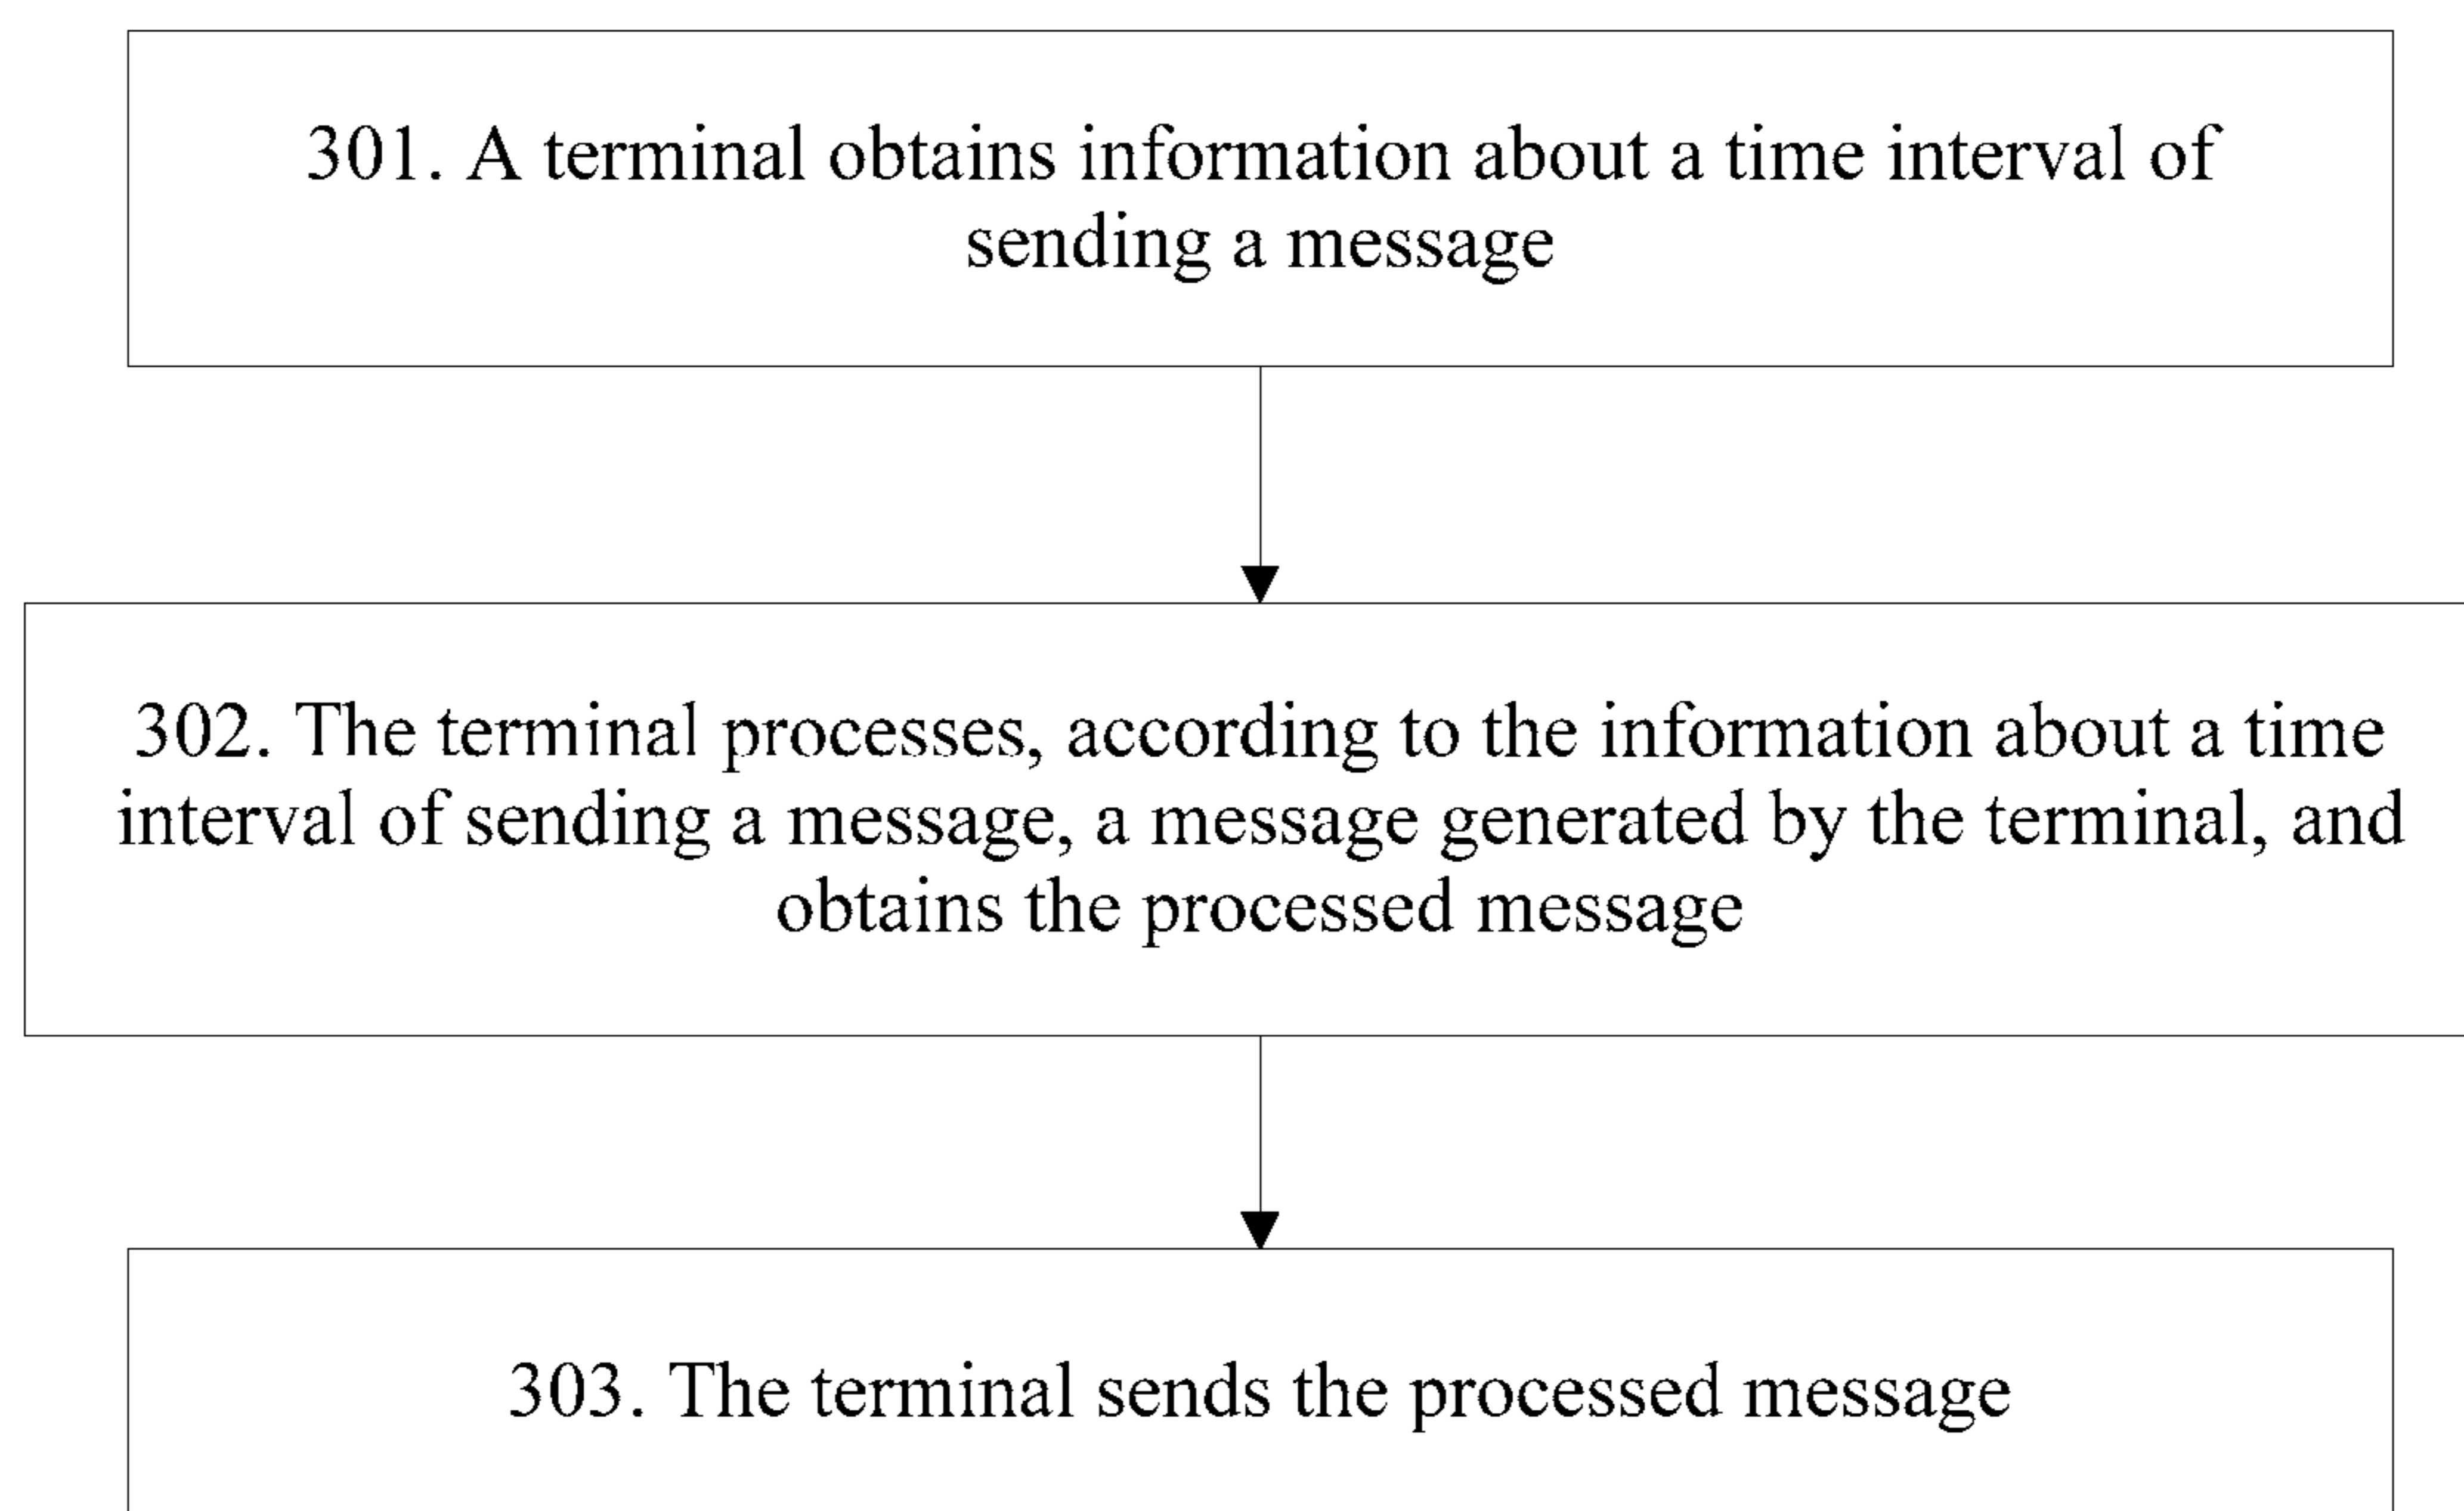 301. A terminal obtains information about a time interval of
sending a message
302. The terminal processes, according to the information about a time
interval of sending a message, a message generated by the terminal, and
obtains the processed message
303. The terminal sends the processed message